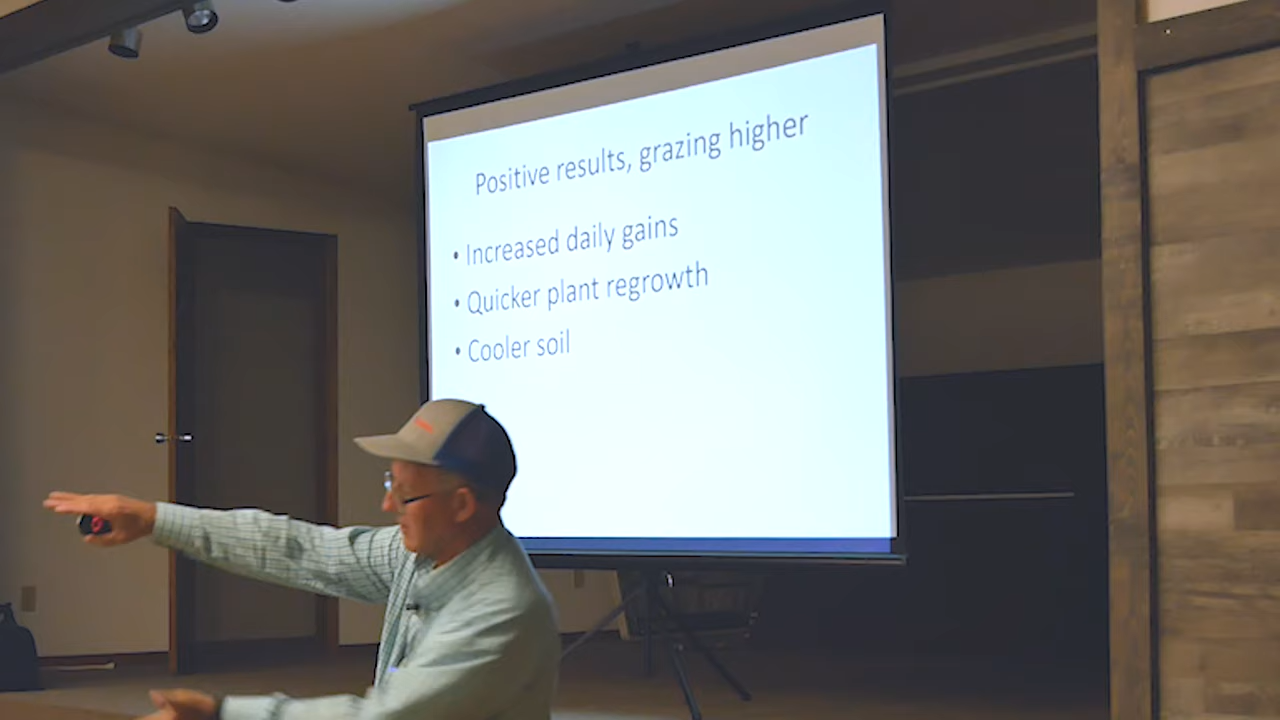 Positive results, grazing higher
• Increased daily gains
• Quicker plant regrowth
• Cooler soil